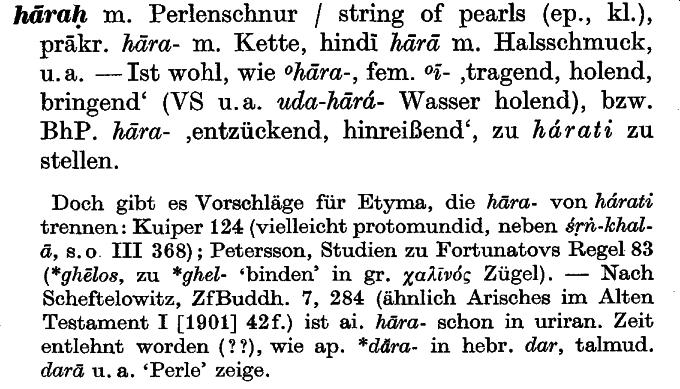 hāraḥ m. Perlenschnur / string of pearls (ep., kl.),
prākr. hāra- m. Kette, hindī hārā m. Halsschmuck,
u. a. — Ist wohl, wie °hāra-, fem. °ī- ‚tragend, holend,
bringend‘ (VS u. a. uda-hārá- Wasser holend), bzw.
BhP. hāra- ‚entzückend, hinreißend‘, zu hárati zu
stellen.
Doch gibt es Vorschläge für Etyma, die hāra- von hárati
trennen: Kuiper 124 (vielleicht protomundid, neben śṛṅ-khal-
ā, s. o. III 368); Petersson, Studien zu Fortunatovs Regel 83
(*ghēlos, zu *ghel- ‘binden’ in gr. χαλῑνός Zügel). — Nach
Scheftelowitz, ZfBuddh. 7, 284 (ähnlich Arisches im Alten
Testament I [1901] 42f.) ist ai. hāra- schon in uriran. Zeit
entlehnt worden (??), wie ap. *dāra- in hebr. dar, talmud.
darā u. a. ‘Perle’ zeige.